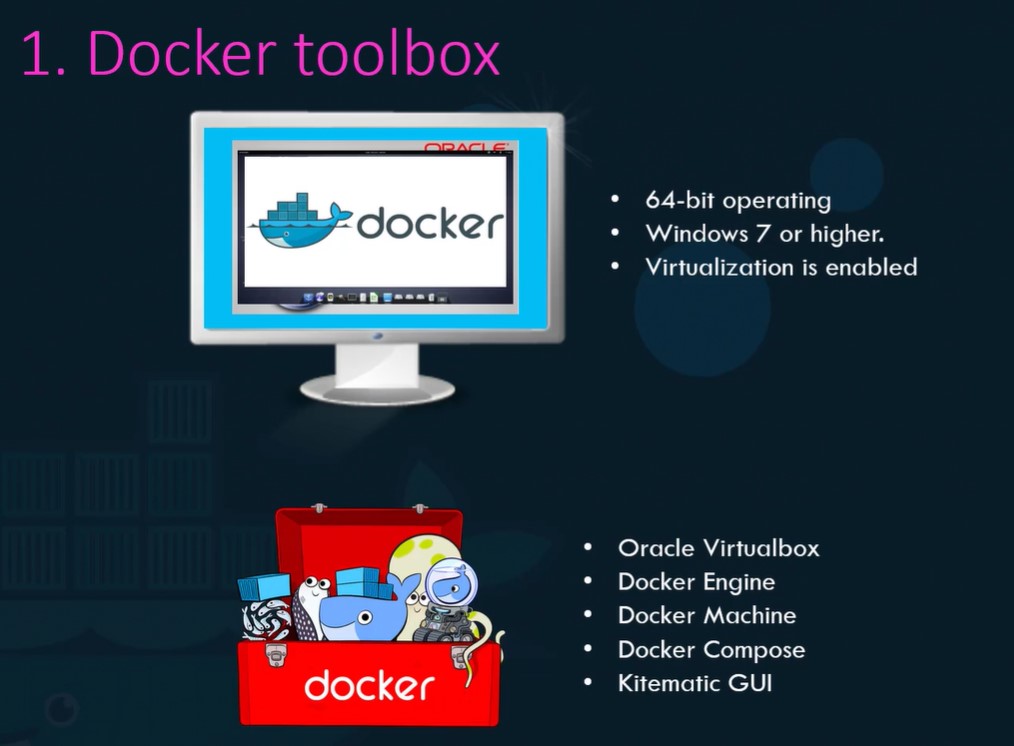 1. Docker toolbox
ORACLE
docker
• 64-bit operating
• Windows 7 or higher.
• Virtualization is enabled
docker
• Oracle Virtualbox
• Docker Engine
• Docker Machine
• Docker Compose
• Kitematic GUI